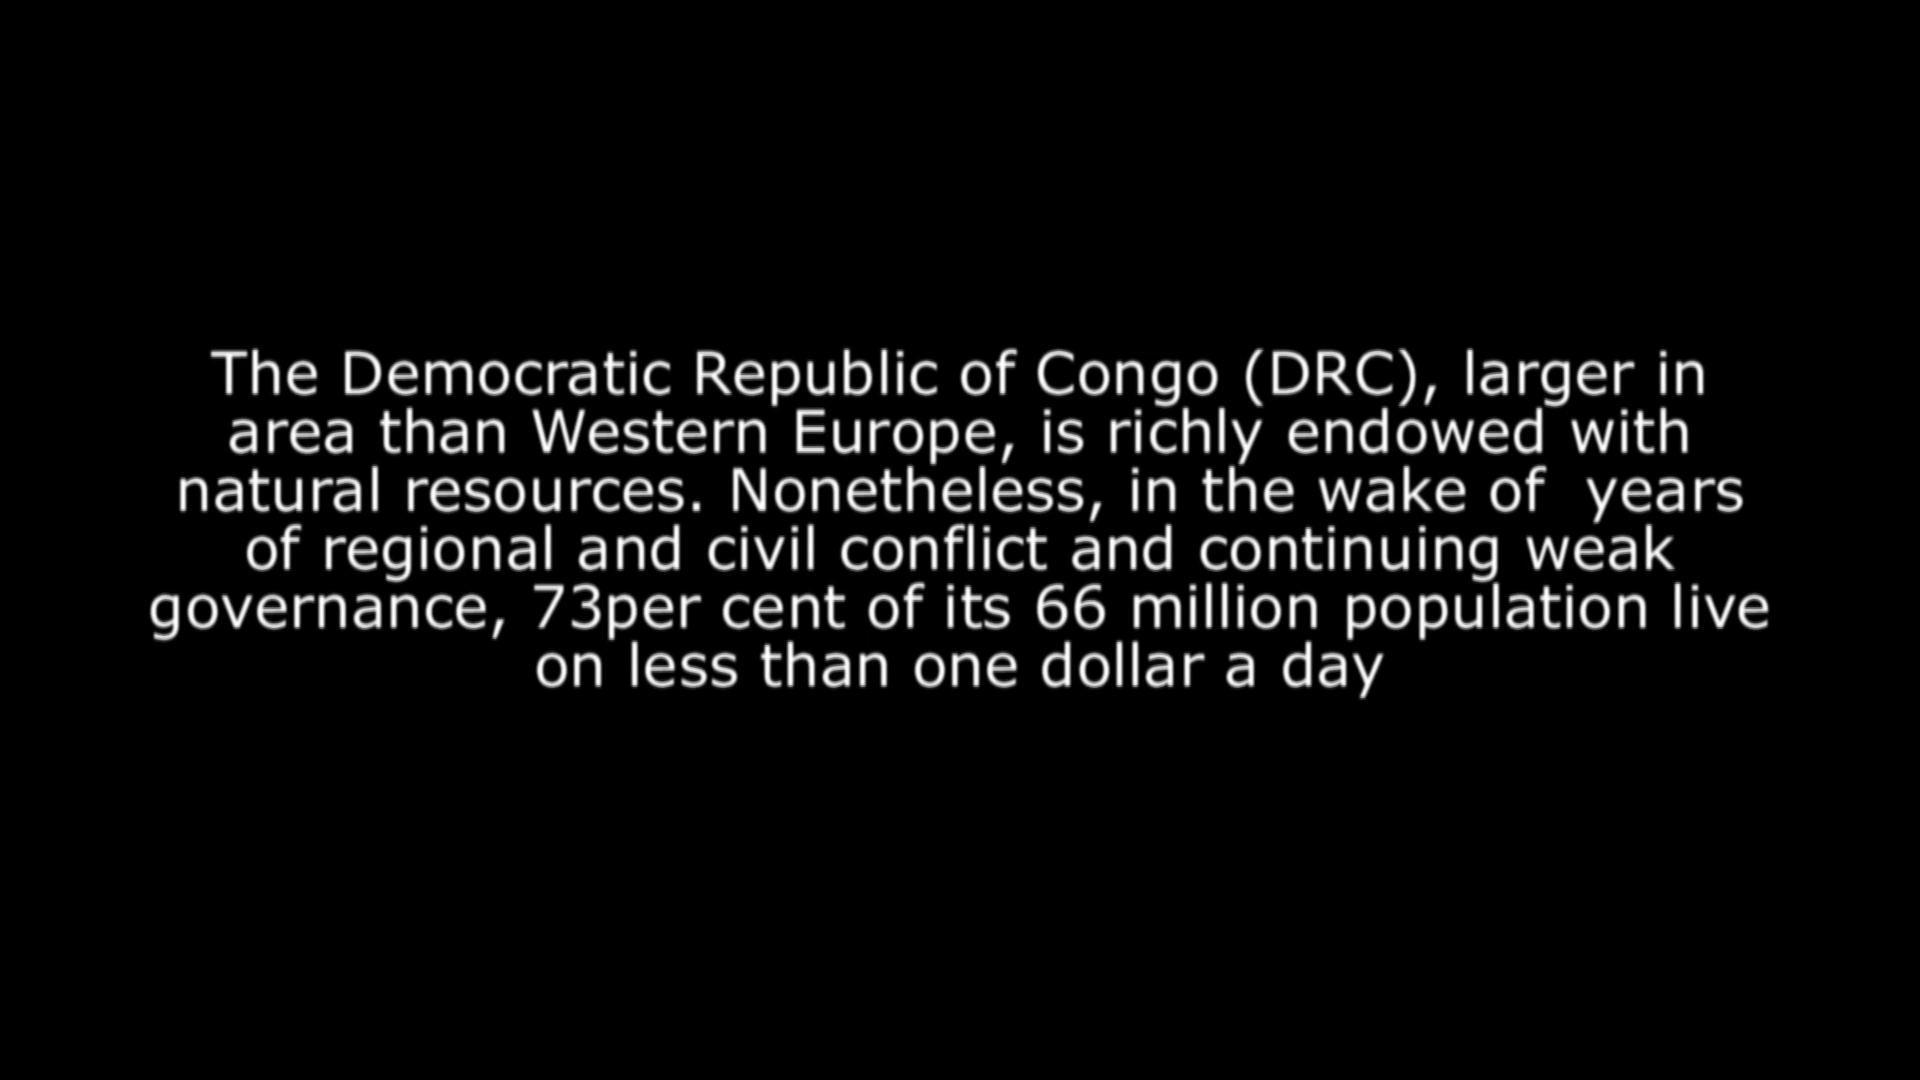 The Democratic Republic of Congo (DRC), larger in
area than Western Europe, is richly endowed with
natural resources. Nonetheless, in the wake of  years
of regional and civil conflict and continuing weak
governance, 73per cent of its 66 million population live
on less than one dollar a day